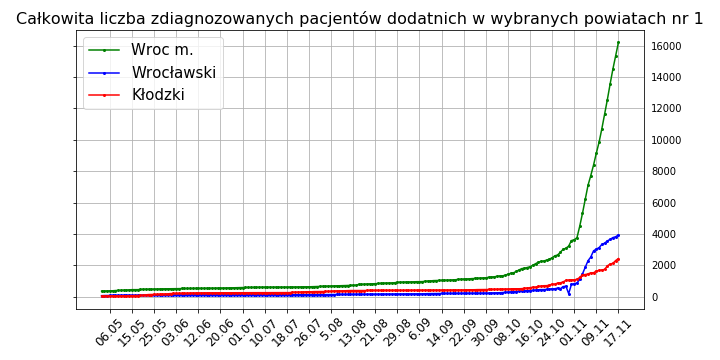 Całkowita liczba zdiagnozowanych pacjentów dodatnich w wybranych powiatach nr 1
Wroc m.
Wrocławski
Kłodzki
16000
14000
12000
10000
8000
6000
4000
2000
0
06.05 15.05 25.05 03.06 12.06 20.06 01.07 10.07 18.07 26.07 5.08 13.08 21.08 29.08 6.09 14.09 22.09 30.09 08.10 16.10 24.10 01.11 09.11 17.11